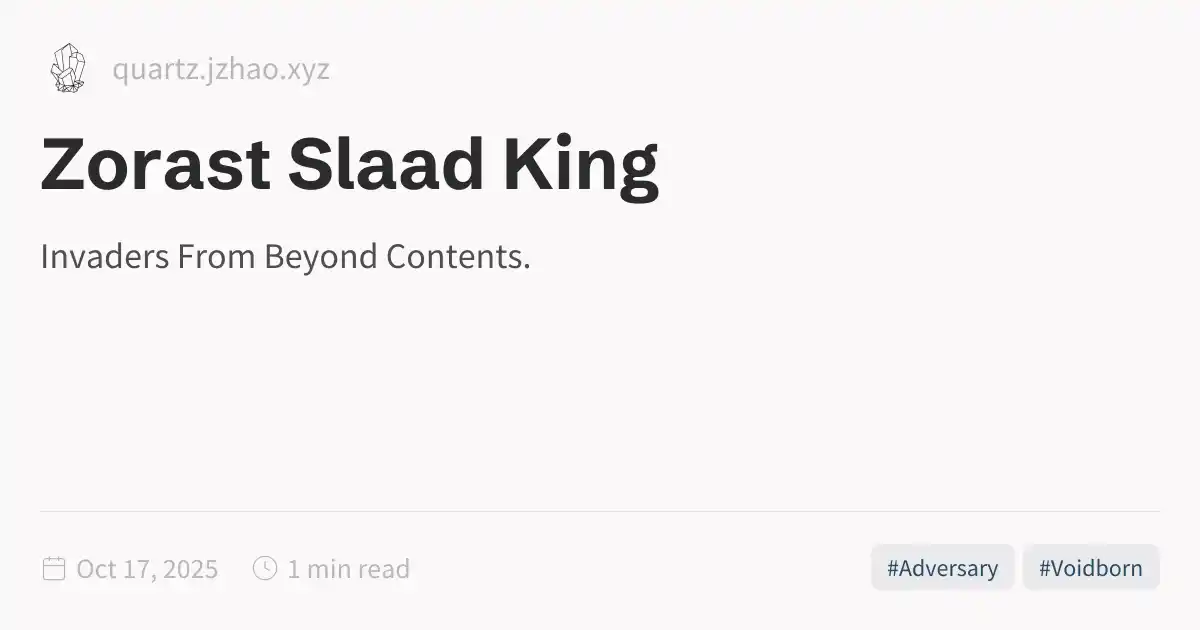 quartz.jzhao.xyz
Zorast Slaad King
Invaders From Beyond Contents.
Oct 17, 2025 1 min read #Adversary #Voidborn